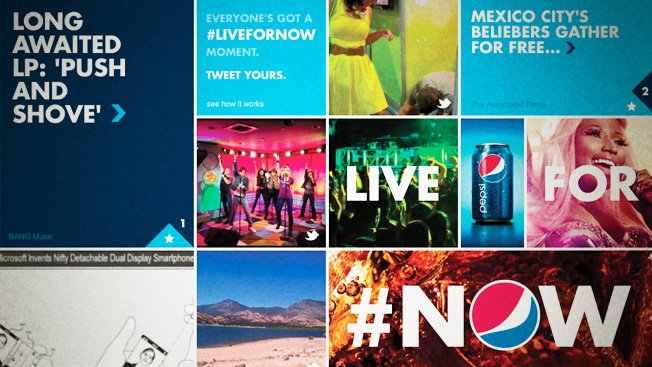 LONG
AWAITED
LP: 'PUSH
AND
SHOVE'
BANG Music
1
EVERYONE'S GOT A
#LIVEFORNOW
MOMENT.
TWEET YOURS.
see how it works
MEXICO CITY'S
BELIEBERS GATHER
FOR FREE...
The Associated Press
2
LIVE
pepsi
FOR
Microsoft Invents Nifty Detachable Dual Display Smartphone
#NOW